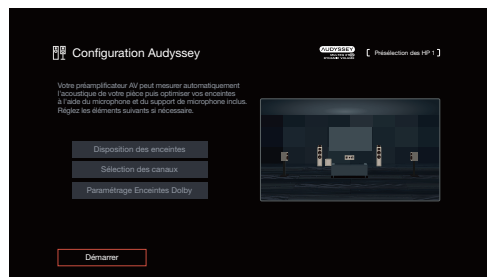 Configuration Audyssey
AUDYSSEY
[ Présélection des HP 1 ]
Votre préamplificateur AV peut mesurer automatiquement
l'acoustique de votre pièce puis optimiser vos enceintes
à l'aide du microphone et du support de microphone inclus.
Réglez les éléments suivants si nécessaire.
Disposition des enceintes
Sélection des canaux
Paramétrage Enceintes Dolby
Démarrer